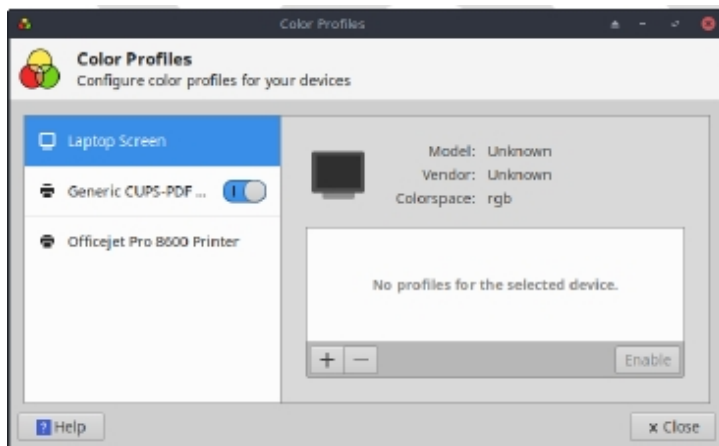 Color Profiles
Color Profiles
Configure color profiles for your devices
Laptop Screen
Generic CUPS-PDF ...
Officejet Pro 8600 Printer
Model: Unknown
Vendor: Unknown
Colorspace: rgb
No profiles for the selected device.
+ −
Enable
? Help
x Close